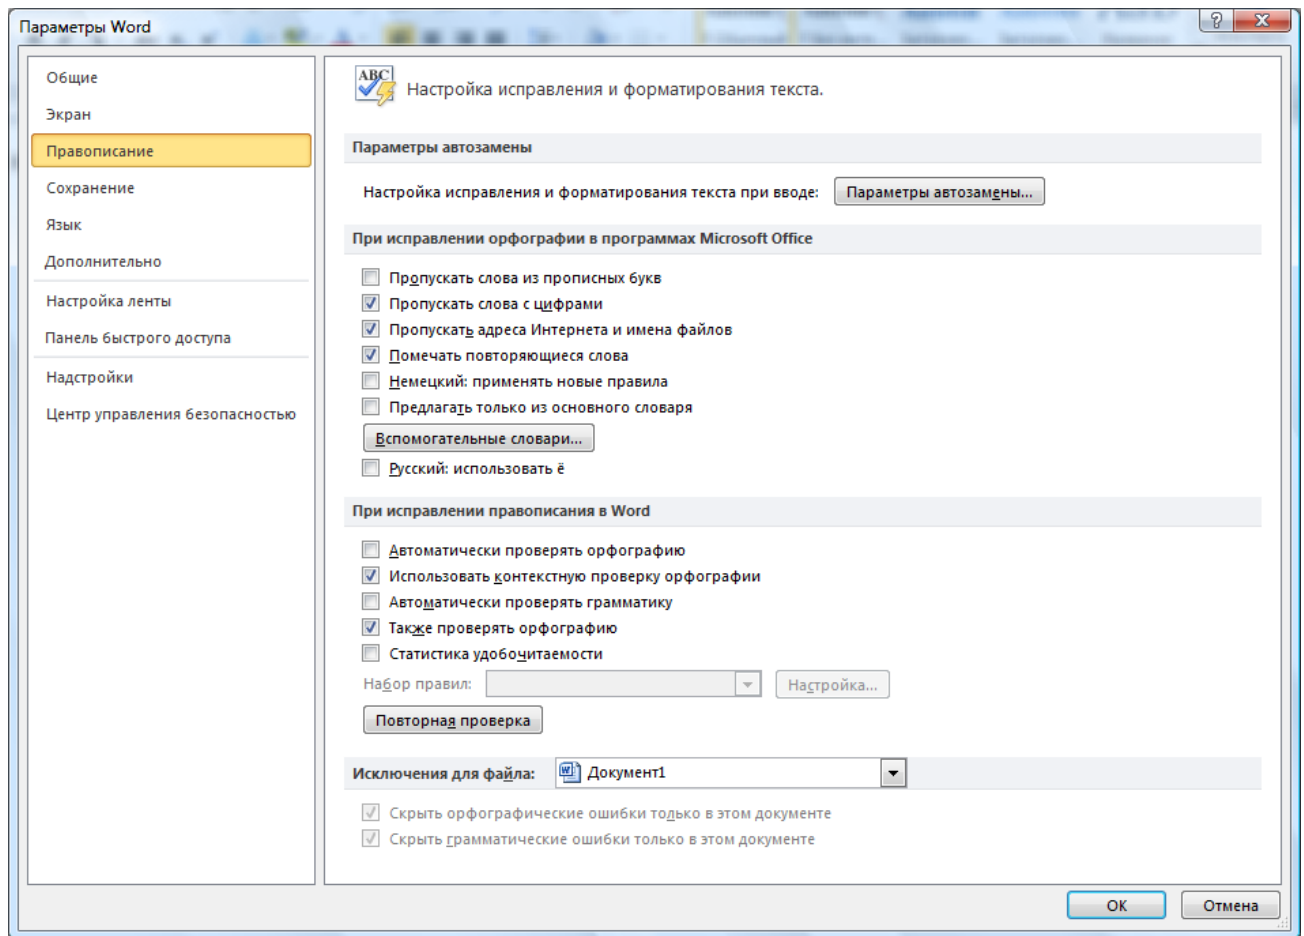 Параметры Word
Общие
Экран
Правописание
Сохранение
Язык
Дополнительно
Настройка ленты
Панель быстрого доступа
Надстройки
Центр управления безопасностью
ABC
Настройка исправления и форматирования текста.
Параметры автозамены
Настройка исправления и форматирования текста при вводе: Параметры автозамены...
При исправлении орфографии в программах Microsoft Office
Пропускать слова из прописных букв
Пропускать слова с цифрами
Пропускать адреса Интернета и имена файлов
Помечать повторяющиеся слова
Немецкий: применять новые правила
Предлагать только из основного словаря
Вспомогательные словари...
Русский: использовать ё
При исправлении правописания в Word
Автоматически проверять орфографию
Использовать контекстную проверку орфографии
Автоматически проверять грамматику
Также проверять орфографию
Статистика удобочитаемости
Набор правил: Настройка...
Повторная проверка
Исключения для файла: Документ1
Скрыть орфографические ошибки только в этом документе
Скрыть грамматические ошибки только в этом документе
ОК Отмена